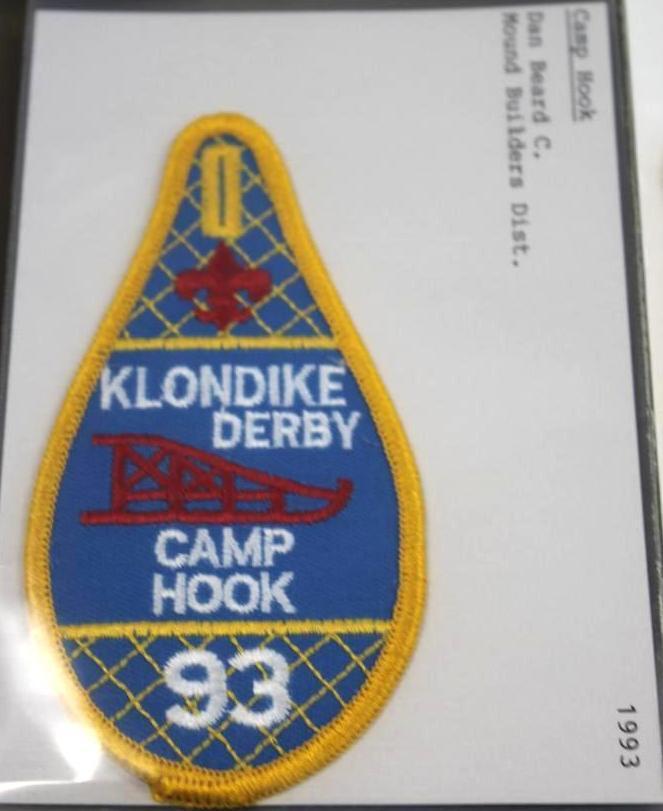 Camp Hook
Dan Beard C.
Mound Builders Dist.
KLONDIKE
DERBY
CAMP
HOOK
93
1993